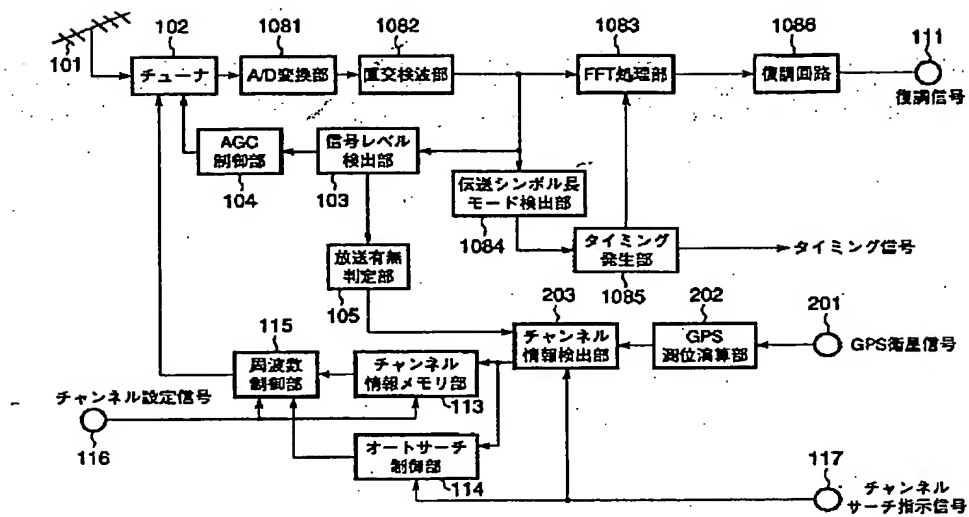 102
1081
1082
1083
1086
111
101
チューナ
A/D変換部
直交検波部
FFT処理部
復調回路
復調信号
AGC
制御部
信号レベル
検出部
伝送シンボル長
モード検出部
104
103
1084
タイミング
発生部
タイミング信号
放送有無
判定部
105
1085
203
202
201
115
チャンネル
情報検出部
GPS
測位演算部
GPS衛星信号
周波数
制御部
チャンネル
情報メモリ部
チャンネル設定信号
113
116
オートサーチ
制御部
114
117
チャンネル
サーチ指示信号